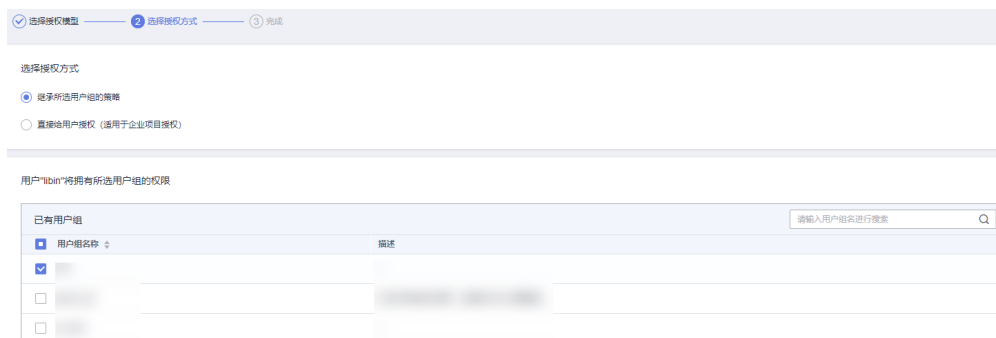 选择授权模型 2 选择授权方式 3 完成
选择授权方式
继承所选用户组的策略
直接给用户授权（适用于企业项目授权）
用户"libin"将拥有所选用户组的权限
已有用户组 请输入用户组名进行搜索
用户组名称 描述